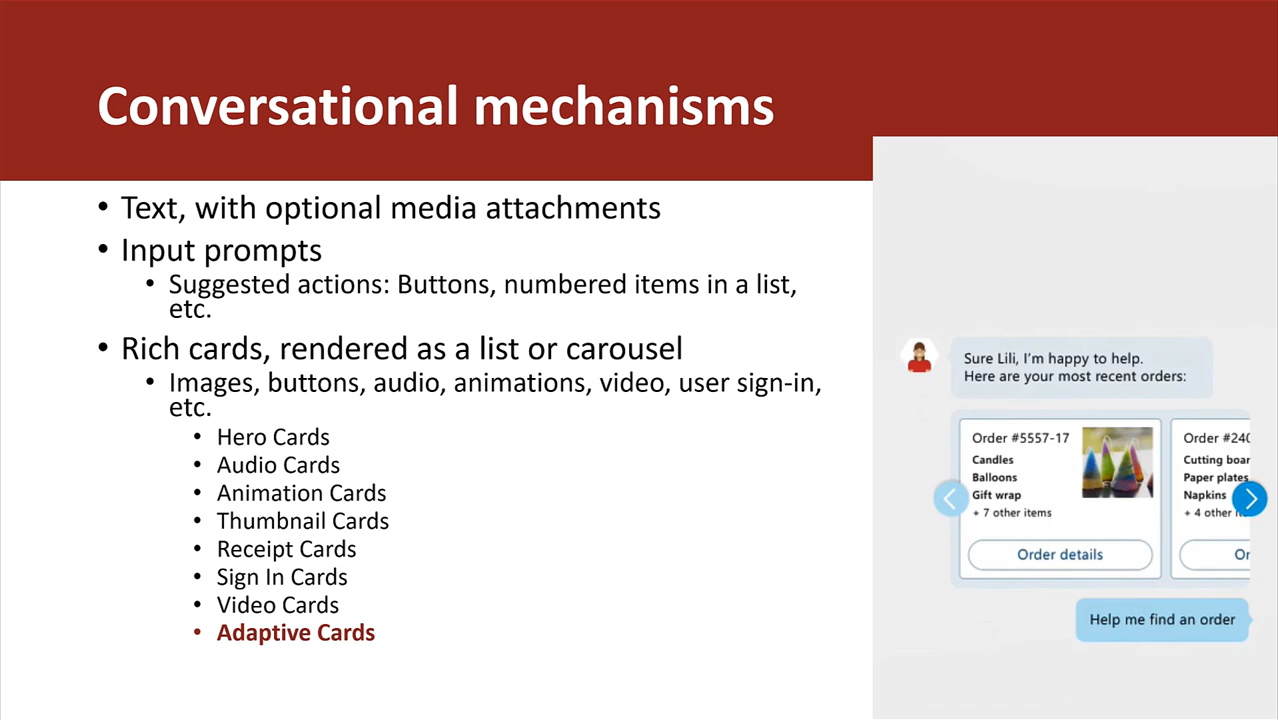 Conversational mechanisms
• Text, with optional media attachments
• Input prompts
• Suggested actions: Buttons, numbered items in a list,
etc.
• Rich cards, rendered as a list or carousel
• Images, buttons, audio, animations, video, user sign-in,
etc.
• Hero Cards
• Audio Cards
• Animation Cards
• Thumbnail Cards
• Receipt Cards
• Sign In Cards
• Video Cards
• Adaptive Cards
Sure Lili, I'm happy to help.
Here are your most recent orders:
Order #5557-17
Candles
Balloons
Gift wrap
+ 7 other items
Order details
Order #240
Cutting boar
Paper plates
Napkins
+ 4 other
Or
Help me find an order